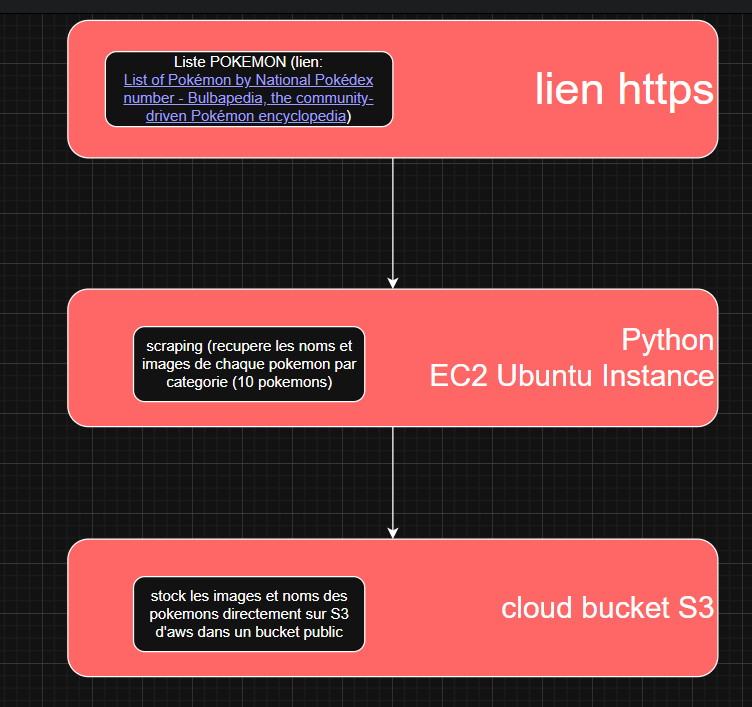 Liste POKEMON (lien:
List of Pokémon by National Pokédex
number - Bulbapedia, the community-
driven Pokémon encyclopedia)
lien https
scraping (recupere les noms et
images de chaque pokemon par
categorie (10 pokemons)
Python
EC2 Ubuntu Instance
stock les images et noms des
pokemons directement sur S3
d'aws dans un bucket public
cloud bucket S3